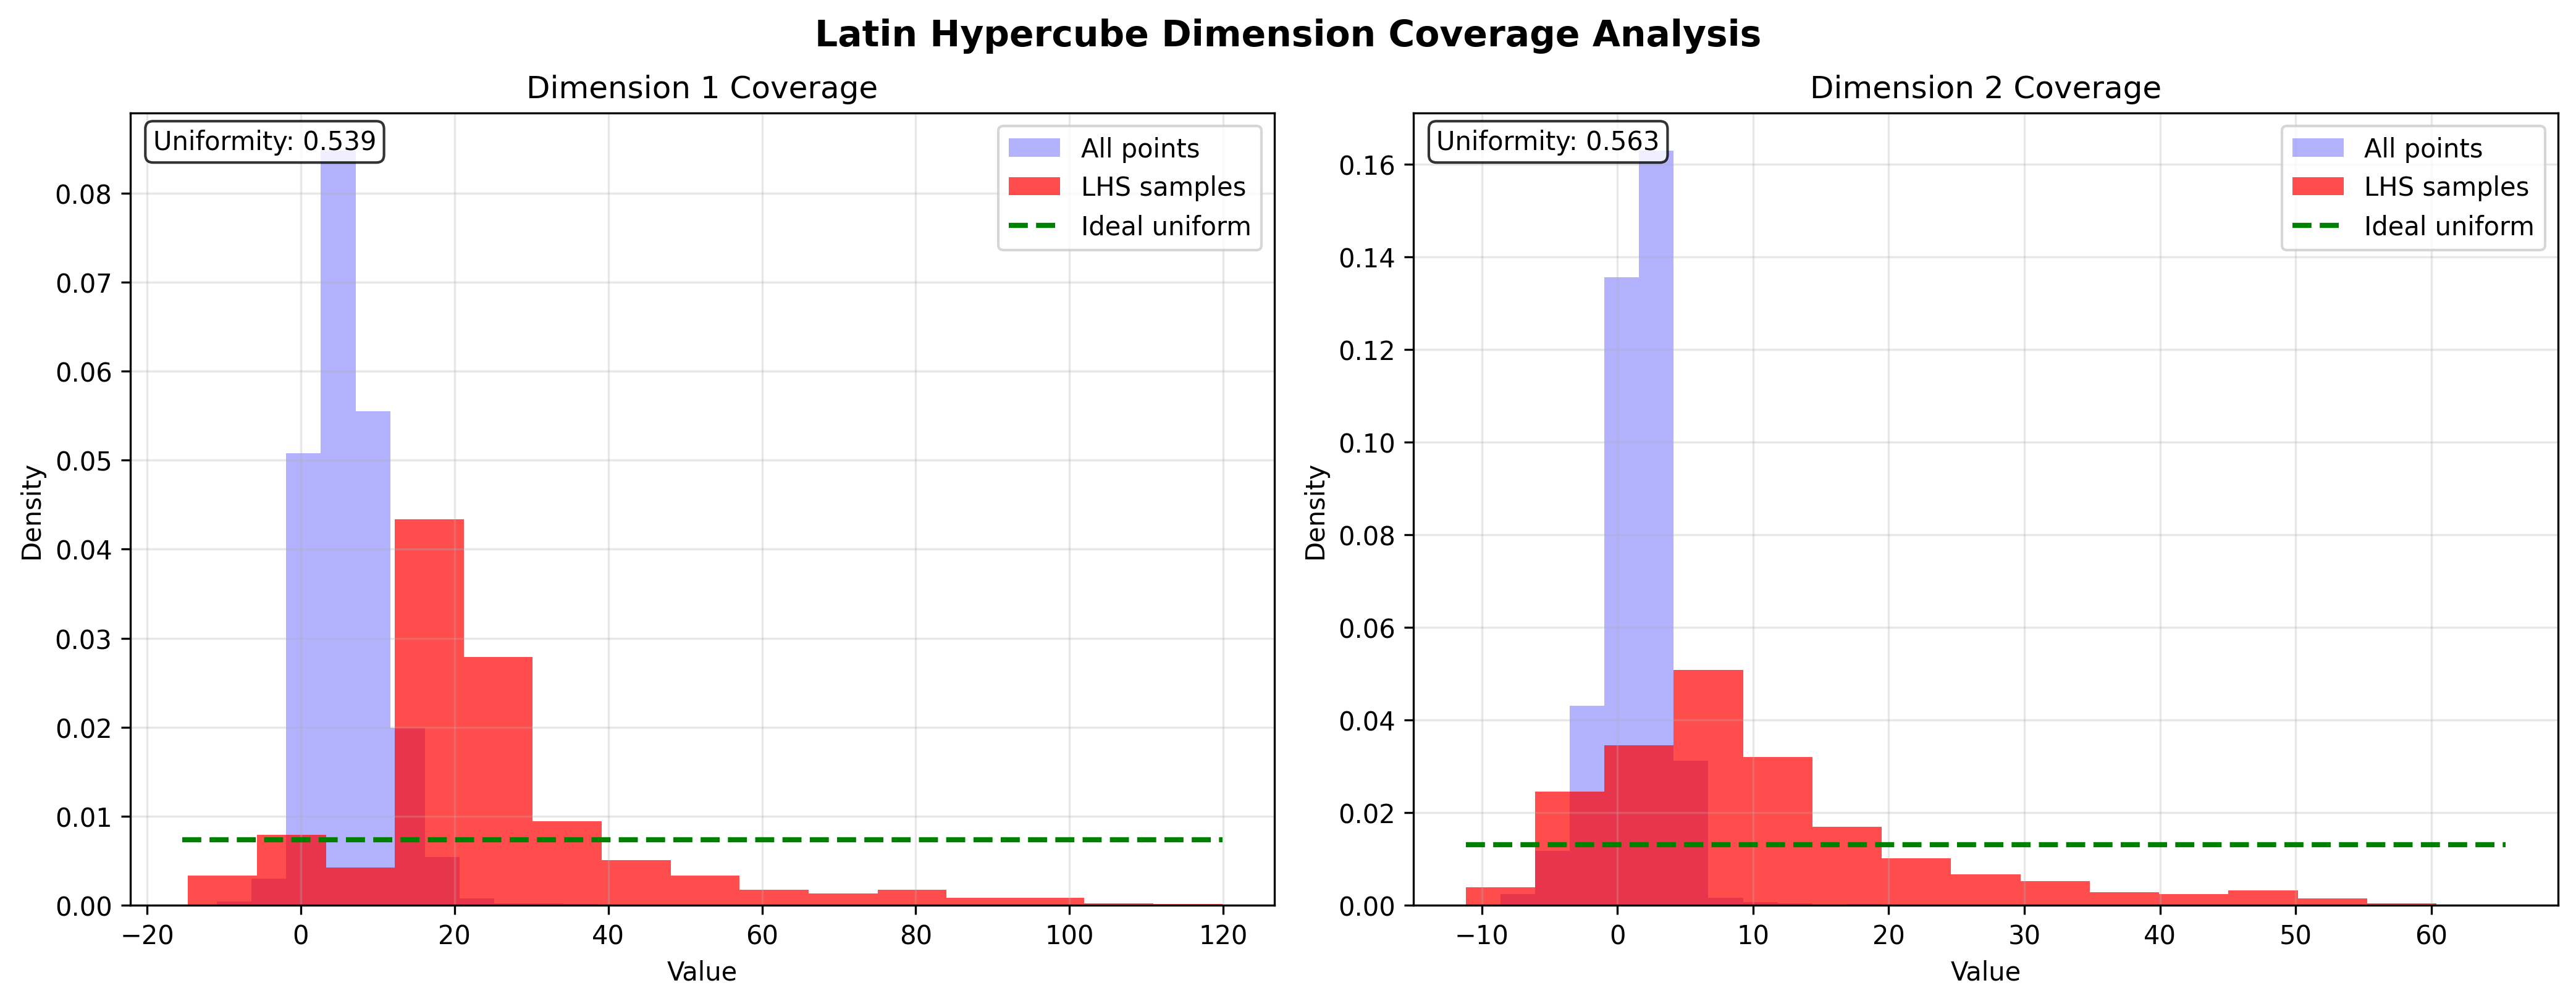 Latin Hypercube Dimension Coverage Analysis
Dimension 1 Coverage
Uniformity: 0.539
All points
LHS samples
Ideal uniform
0.08
0.07
0.06
0.05
0.04
0.03
0.02
0.01
0.00
Density
−20 0 20 40 60 80 100 120
Value
Dimension 2 Coverage
Uniformity: 0.563
All points
LHS samples
Ideal uniform
0.16
0.14
0.12
0.10
0.08
0.06
0.04
0.02
0.00
Density
−10 0 10 20 30 40 50 60
Value